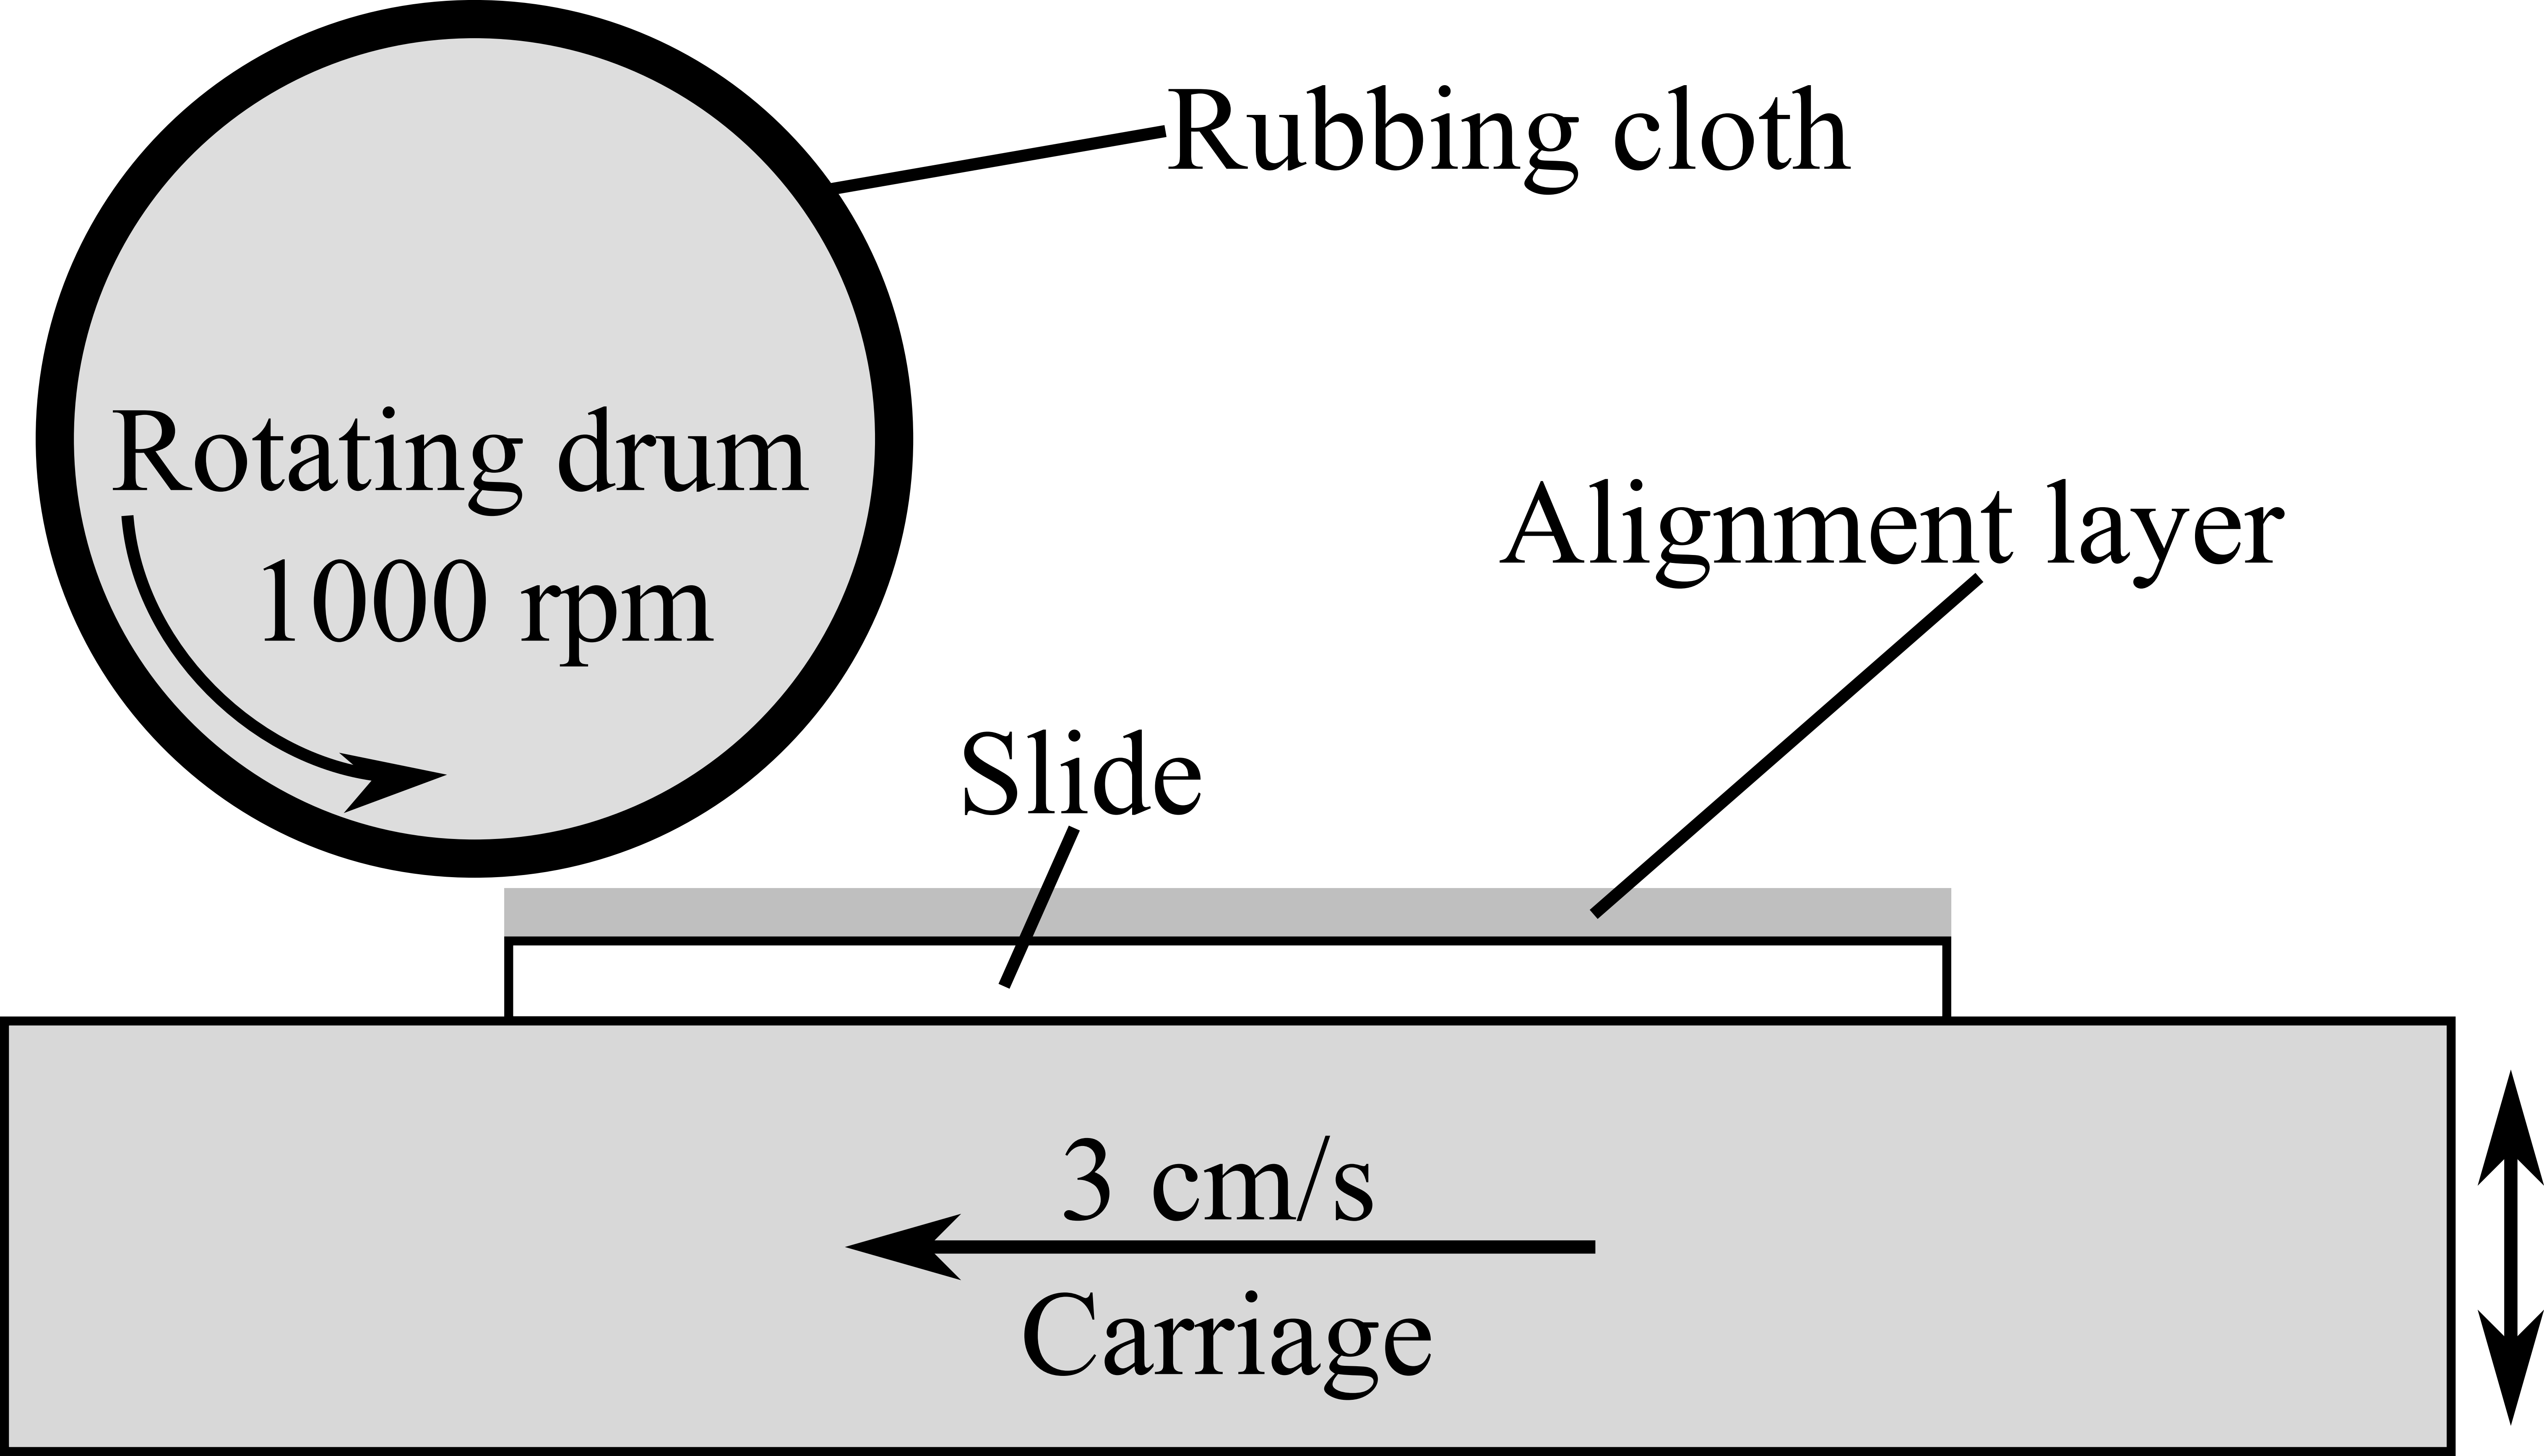 Rubbing cloth
Rotating drum
1000 rpm
Alignment layer
Slide
3 cm/s
Carriage